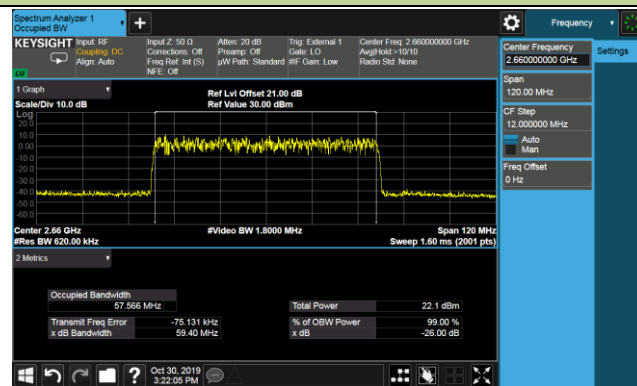 Spectrum Analyzer 1
Occupied BW
Frequency
KEYSIGHT
Input: RF
Coupling: DC
Align: Auto
Input Z: 50 Ω
Corrections: Off
Freq Ref: Int (S)
NFE: Off
Atten: 20 dB
Preamp: Off
µW Path: Standard
Trig: External 1
Gate: LO
#IF Gain: Low
Center Freq: 2.660000000 GHz
Avg|Hold >10/10
Radio Std: None
Center Frequency
2.660000000 GHz
Settings
Span
120.00 MHz
CF Step
12.000000 MHz
Auto
Man
Freq Offset
0 Hz
1 Graph
Scale/Div 10.0 dB
Ref Lvl Offset 21.00 dB
Ref Value 30.00 dBm
Log
20.0
10.0
0.00
-10.0
-20.0
-30.0
-40.0
-50.0
-60.0
Center 2.66 GHz
#Video BW 1.8000 MHz
Span 120 MHz
#Res BW 620.00 kHz
Sweep 1.60 ms (2001 pts)
2 Metrics
Occupied Bandwidth
57.566 MHz
Total Power 22.1 dBm
Transmit Freq Error -75.131 kHz
% of OBW Power 99.00 %
x dB Bandwidth 59.40 MHz
x dB -26.00 dB
Oct 30, 2019
3:22:05 PM